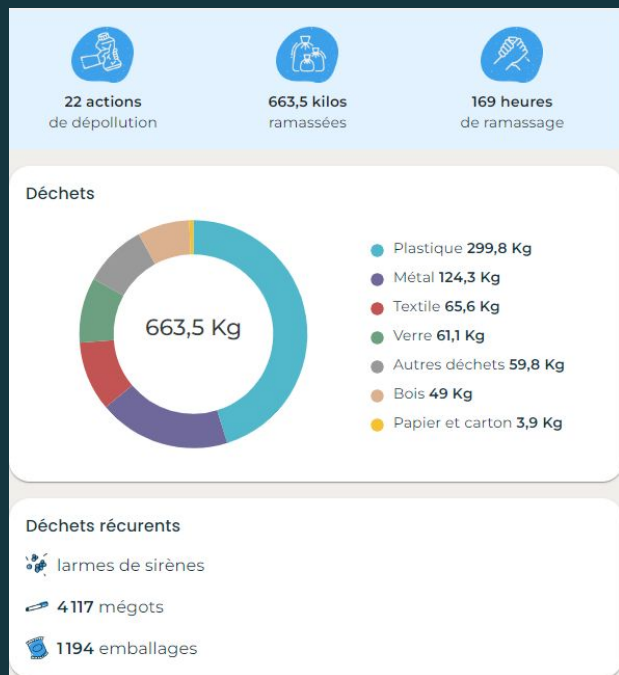 22 actions
de dépollution
663,5 kilos
ramassées
169 heures
de ramassage
Déchets
663,5 Kg
Plastique 299,8 Kg
Métal 124,3 Kg
Textile 65,6 Kg
Verre 61,1 Kg
Autres déchets 59,8 Kg
Bois 49 Kg
Papier et carton 3,9 Kg
Déchets récurents
larmes de sirènes
4 117 mégots
1 194 emballages